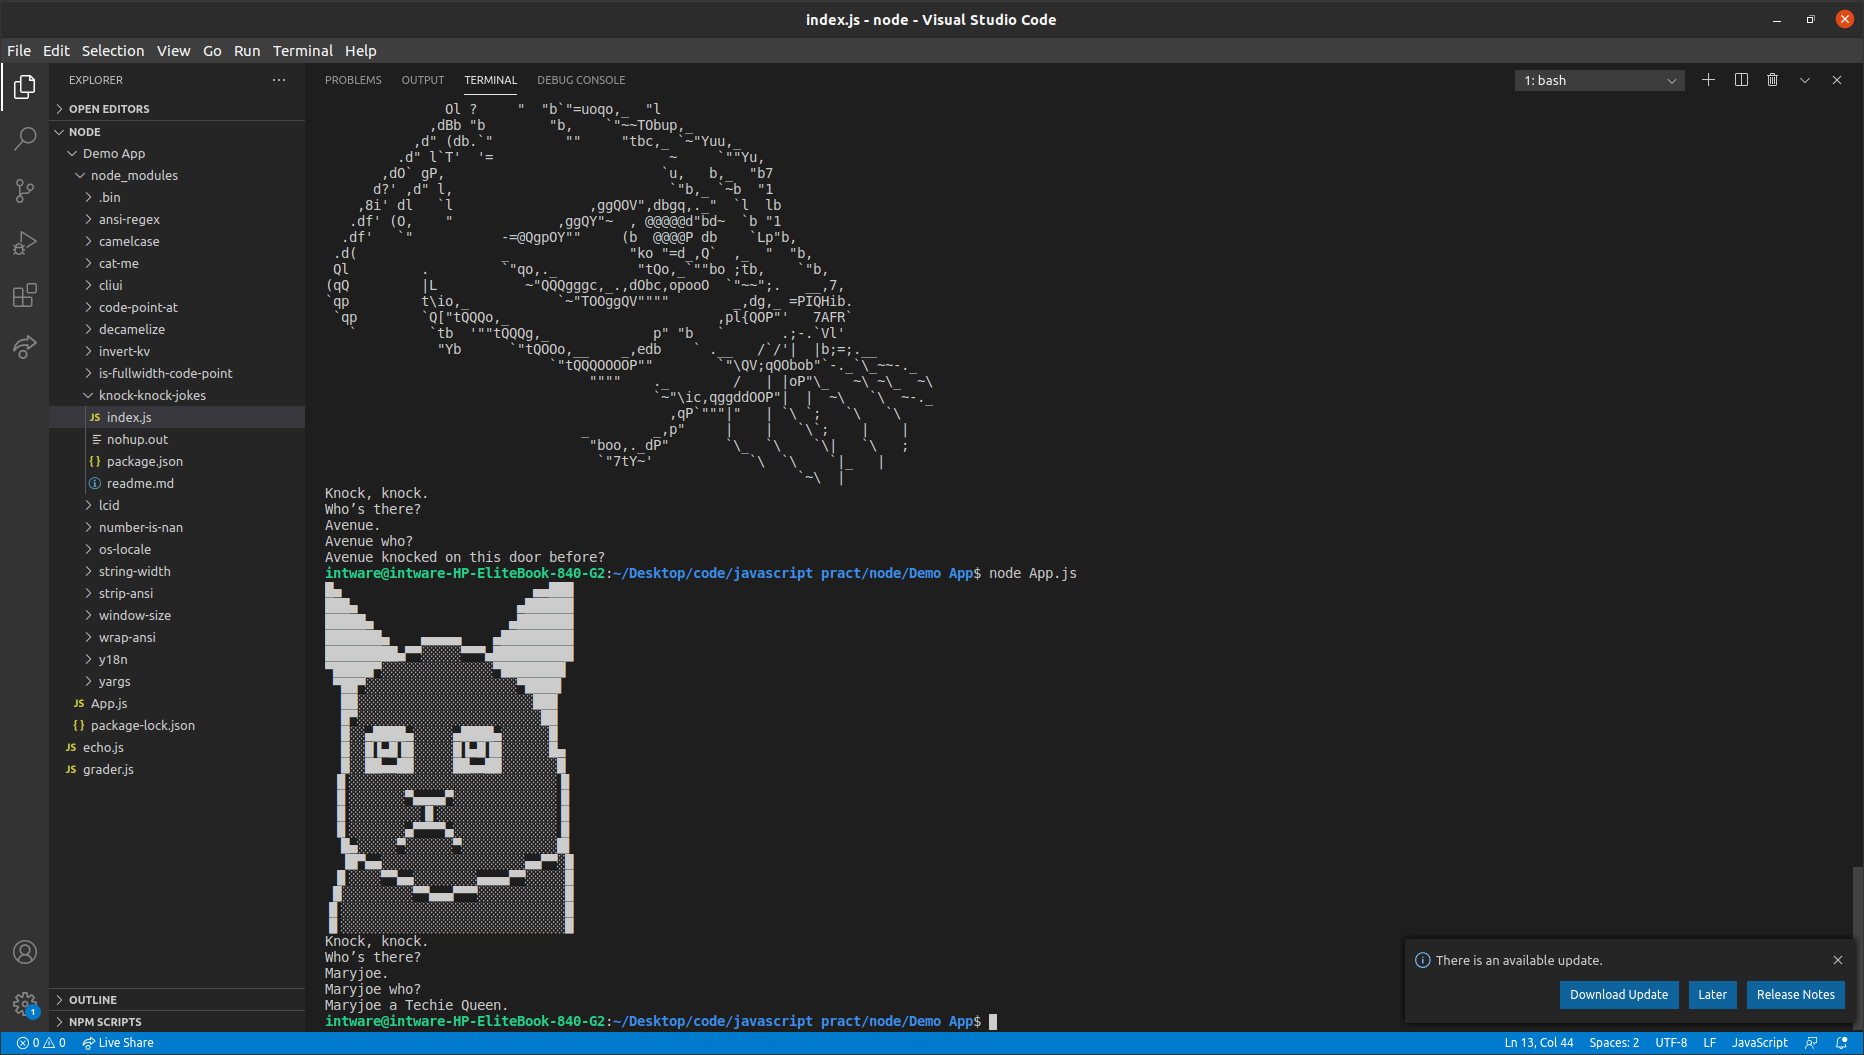 index.js - node - Visual Studio Code
File Edit Selection View Go Run Terminal Help
EXPLORER
OPEN EDITORS
NODE
Demo App
node_modules
.bin
ansi-regex
camelcase
cat-me
cliui
code-point-at
decamelize
invert-kv
is-fullwidth-code-point
knock-knock-jokes
JS index.js
nohup.out
{} package.json
readme.md
lcid
number-is-nan
os-locale
string-width
strip-ansi
window-size
wrap-ansi
y18n
yargs
JS App.js
{} package-lock.json
JS echo.js
JS grader.js
OUTLINE
NPM SCRIPTS
PROBLEMS OUTPUT TERMINAL DEBUG CONSOLE
1: bash
Knock, knock.
Who’s there?
Avenue.
Avenue who?
Avenue knocked on this door before?
intware@intware-HP-EliteBook-840-G2:~/Desktop/code/javascript pract/node/Demo App$ node App.js
Knock, knock.
Who’s there?
Maryjoe.
Maryjoe who?
Maryjoe a Techie Queen.
intware@intware-HP-EliteBook-840-G2:~/Desktop/code/javascript pract/node/Demo App$
There is an available update.
Download Update Later Release Notes
1
0 0 Live Share
Ln 13, Col 44 Spaces: 2 UTF-8 LF JavaScript